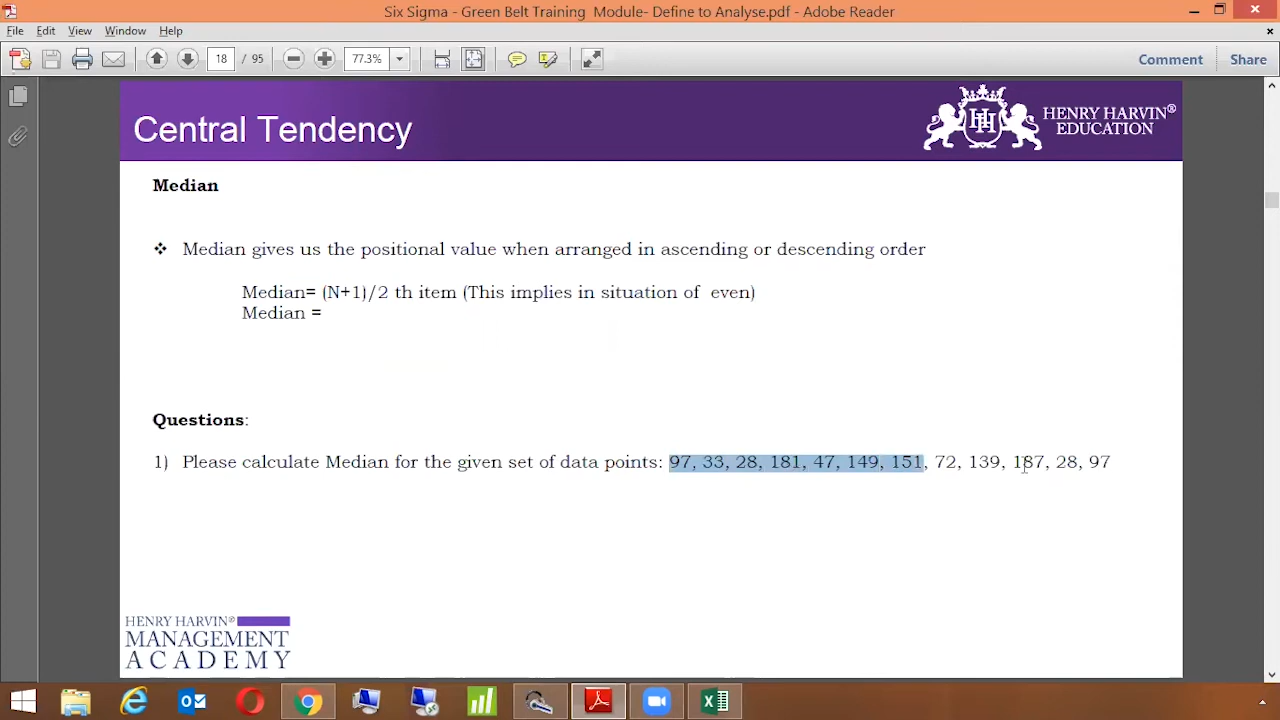 Six Sigma - Green Belt Training Module- Define to Analyse.pdf - Adobe Reader
File Edit View Window Help
18 / 95 77.3% Comment Share
Central Tendency
HENRY HARVIN®
EDUCATION
Median
❖ Median gives us the positional value when arranged in ascending or descending order
Median= (N+1)/2 th item (This implies in situation of even)
Median =
Questions:
1) Please calculate Median for the given set of data points: 97, 33, 28, 181, 47, 149, 151, 72, 139, 187, 28, 97
HENRY HARVIN®
MANAGEMENT
ACADEMY